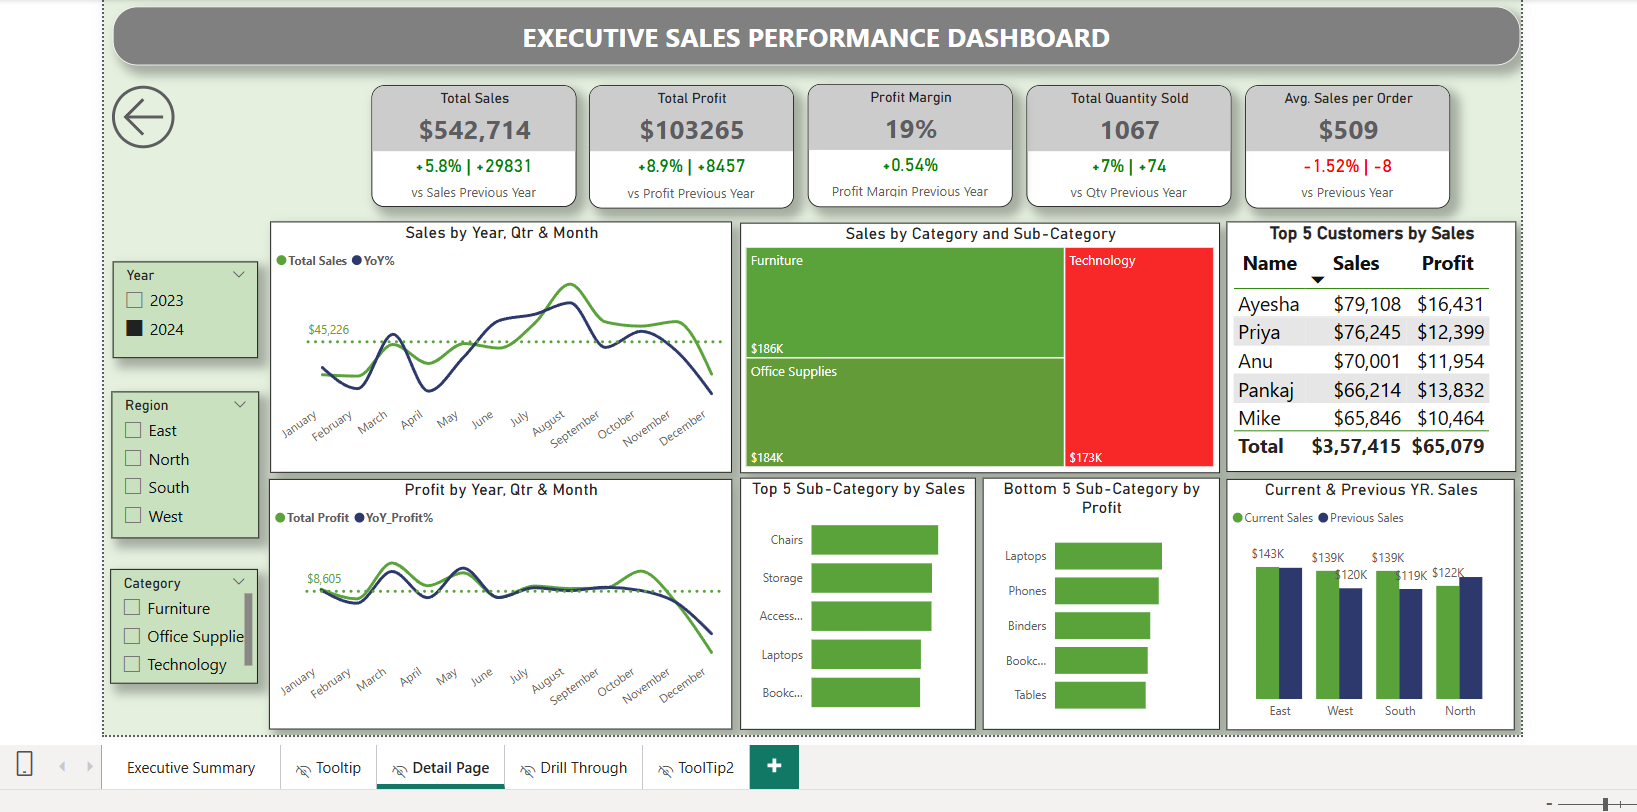 EXECUTIVE SALES PERFORMANCE DASHBOARD
Total Sales
$542,714
+5.8% | +29831
vs Sales Previous Year
Total Profit
$103265
+8.9% | +8457
vs Profit Previous Year
Profit Margin
19%
+0.54%
Profit Margin Previous Year
Total Quantity Sold
1067
+7% | +74
vs Qty Previous Year
Avg. Sales per Order
$509
-1.52% | -8
vs Previous Year
Year
2023
2024
Region
East
North
South
West
Category
Furniture
Office Supplie
Technology
Sales by Year, Qtr & Month
Total Sales YoY%
$45,226
January February March April May June July August September October November December
Sales by Category and Sub-Category
Furniture
$186K
Office Supplies
$184K
Technology
$173K
Top 5 Customers by Sales
Name Sales Profit
Ayesha $79,108 $16,431
Priya $76,245 $12,399
Anu $70,001 $11,954
Pankaj $66,214 $13,832
Mike $65,846 $10,464
Total $3,57,415 $65,079
Profit by Year, Qtr & Month
Total Profit YoY_Profit%
$8,605
January February March April May June July August September October November December
Top 5 Sub-Category by Sales
Chairs
Storage
Access...
Laptops
Bookc...
Bottom 5 Sub-Category by
Profit
Laptops
Phones
Binders
Bookc...
Tables
Current & Previous YR. Sales
Current Sales Previous Sales
$143K $139K $120K $139K $119K $122K
East West South North
Executive Summary Tooltip Detail Page Drill Through ToolTip2 +